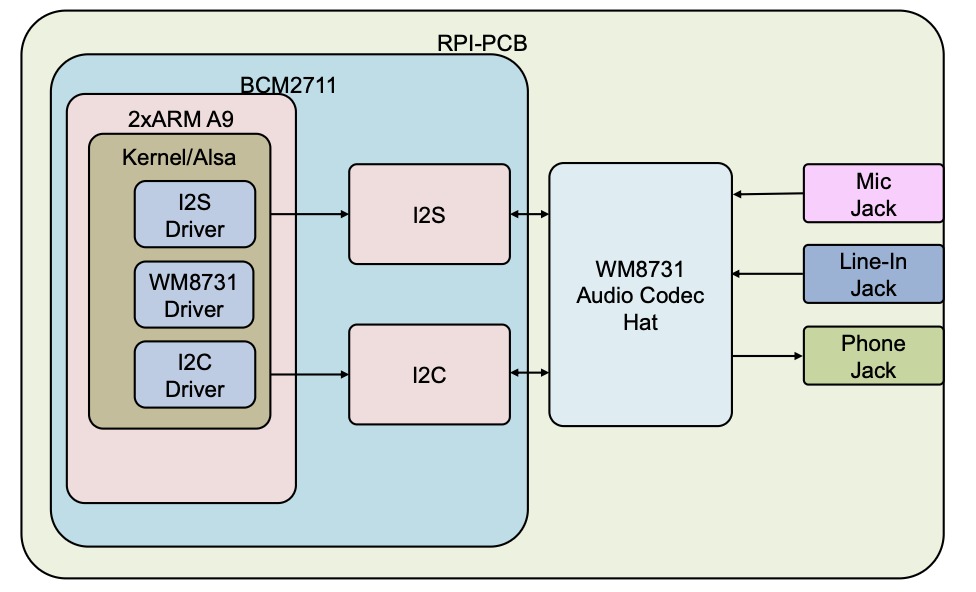 RPI-PCB
BCM2711
2xARM A9
Kernel/Alsa
I2S
Driver
WM8731
Driver
I2C
Driver
I2S
I2C
WM8731
Audio Codec
Hat
Mic
Jack
Line-In
Jack
Phone
Jack